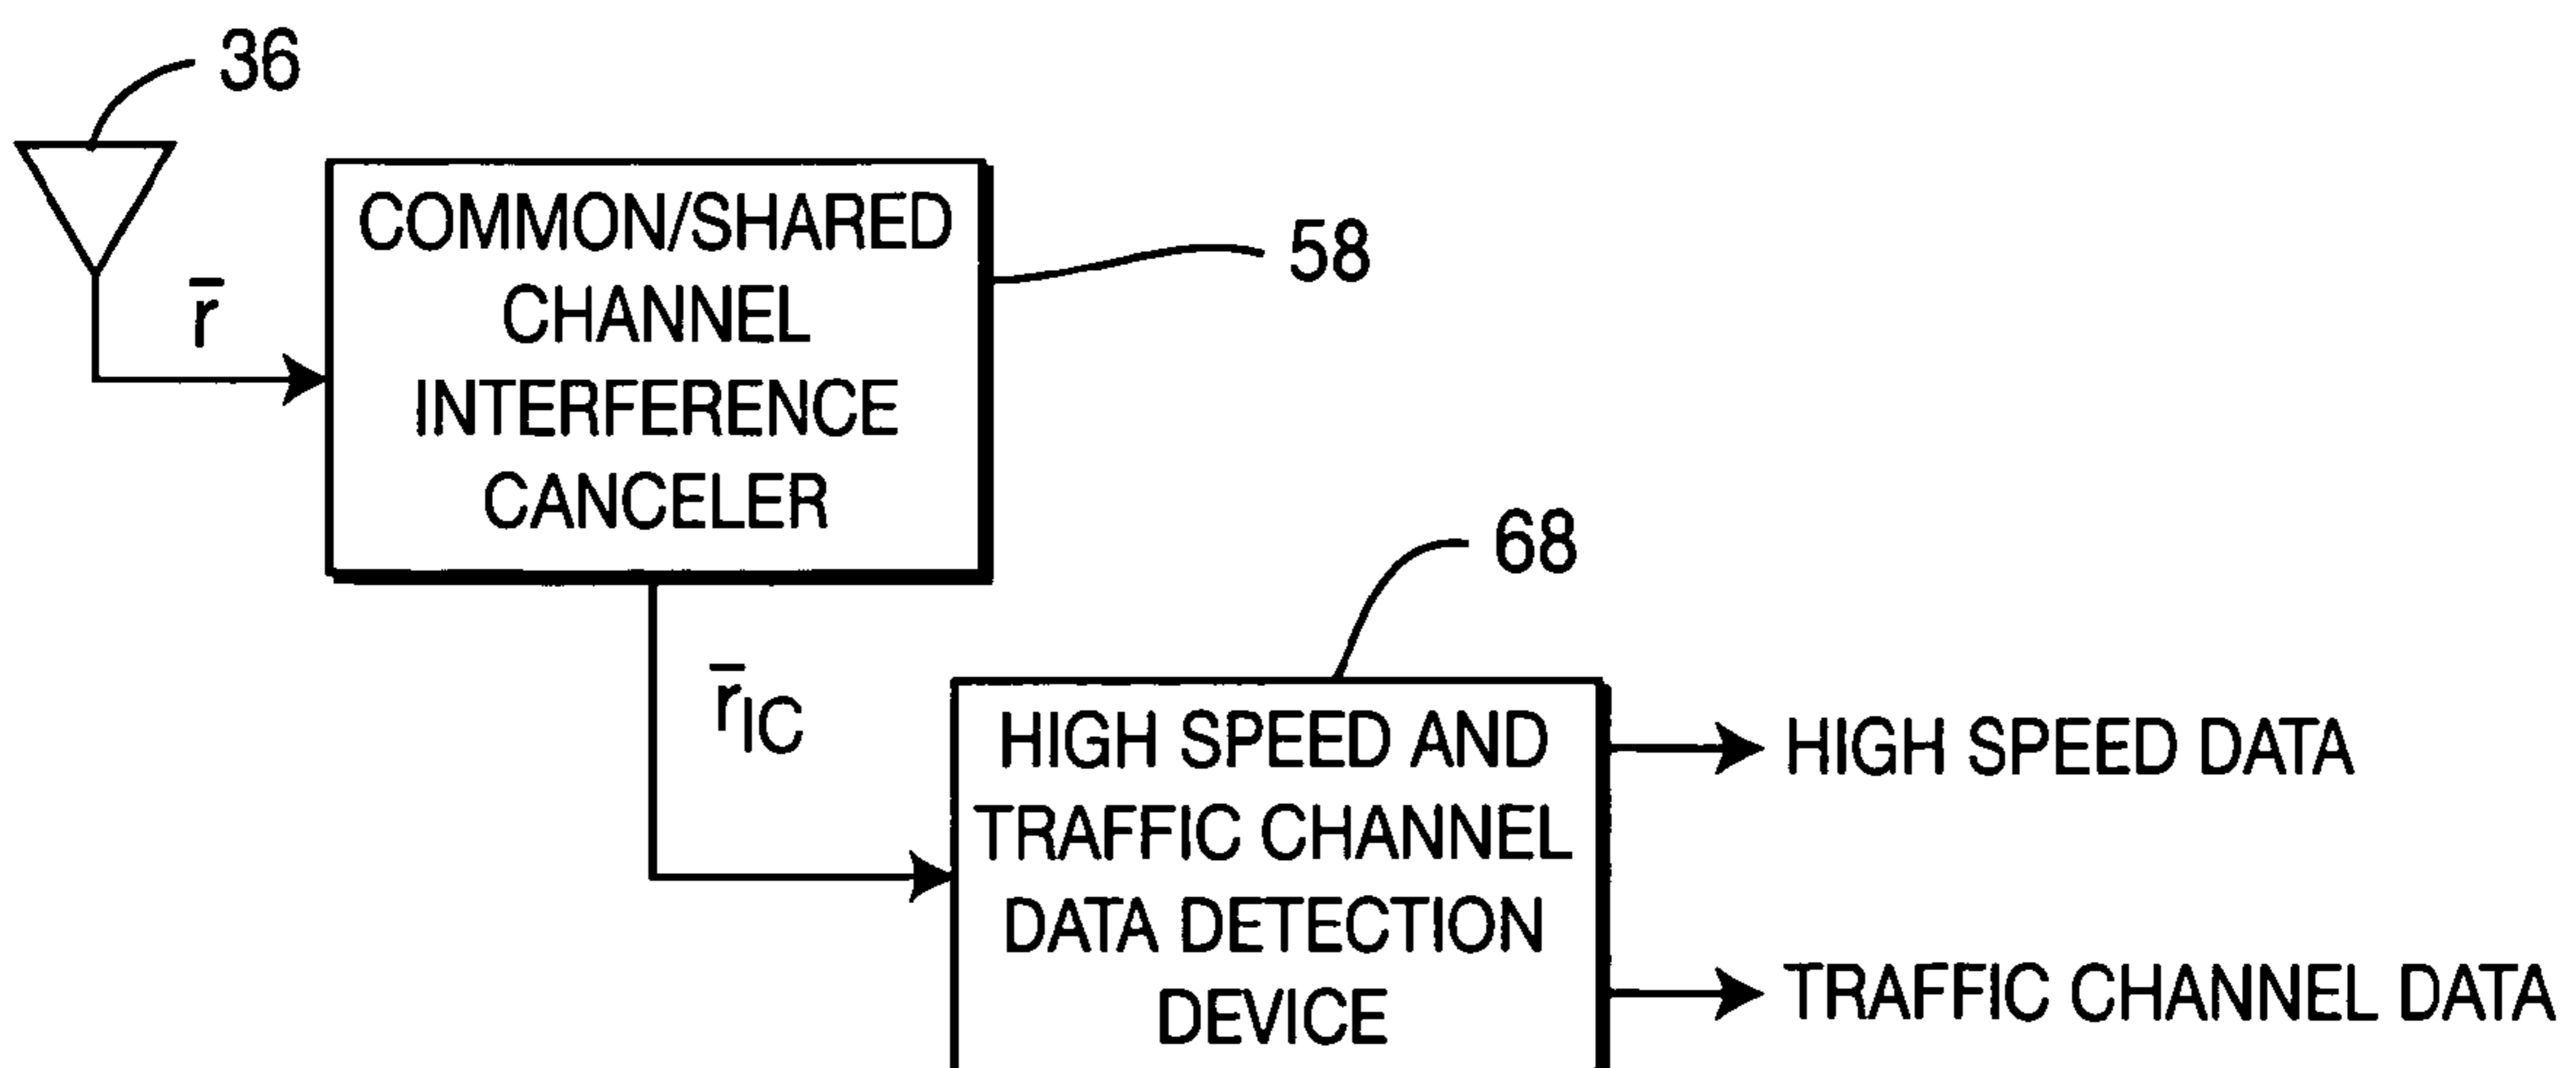 36
COMMON/SHARED
CHANNEL
INTERFERENCE
CANCELER
58
r̄
68
r̄IC
HIGH SPEED AND
TRAFFIC CHANNEL
DATA DETECTION
DEVICE
HIGH SPEED DATA
TRAFFIC CHANNEL DATA